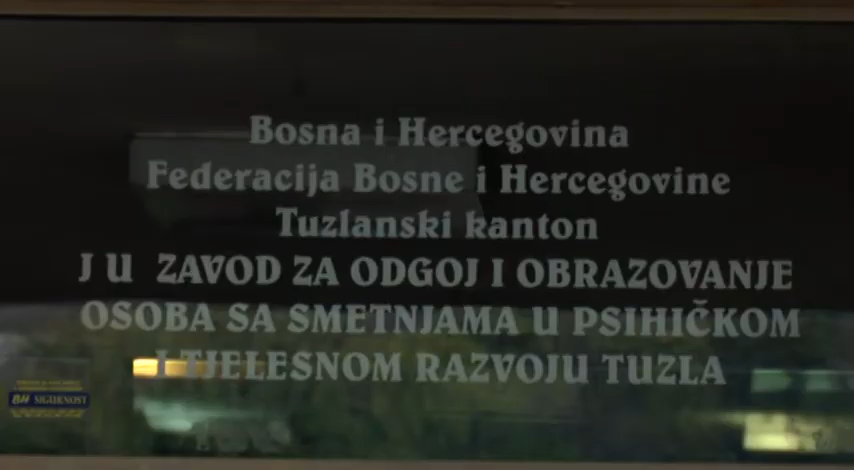 Bosna i Hercegovina
Federacija Bosne i Hercegovine
Tuzlanski kanton
J U ZAVOD ZA ODGOJ I OBRAZOVANJE
OSOBA SA SMETNJAMA U PSIHIČKOM
I TJELESNOM RAZVOJU TUZLA
BH SIGURNOST